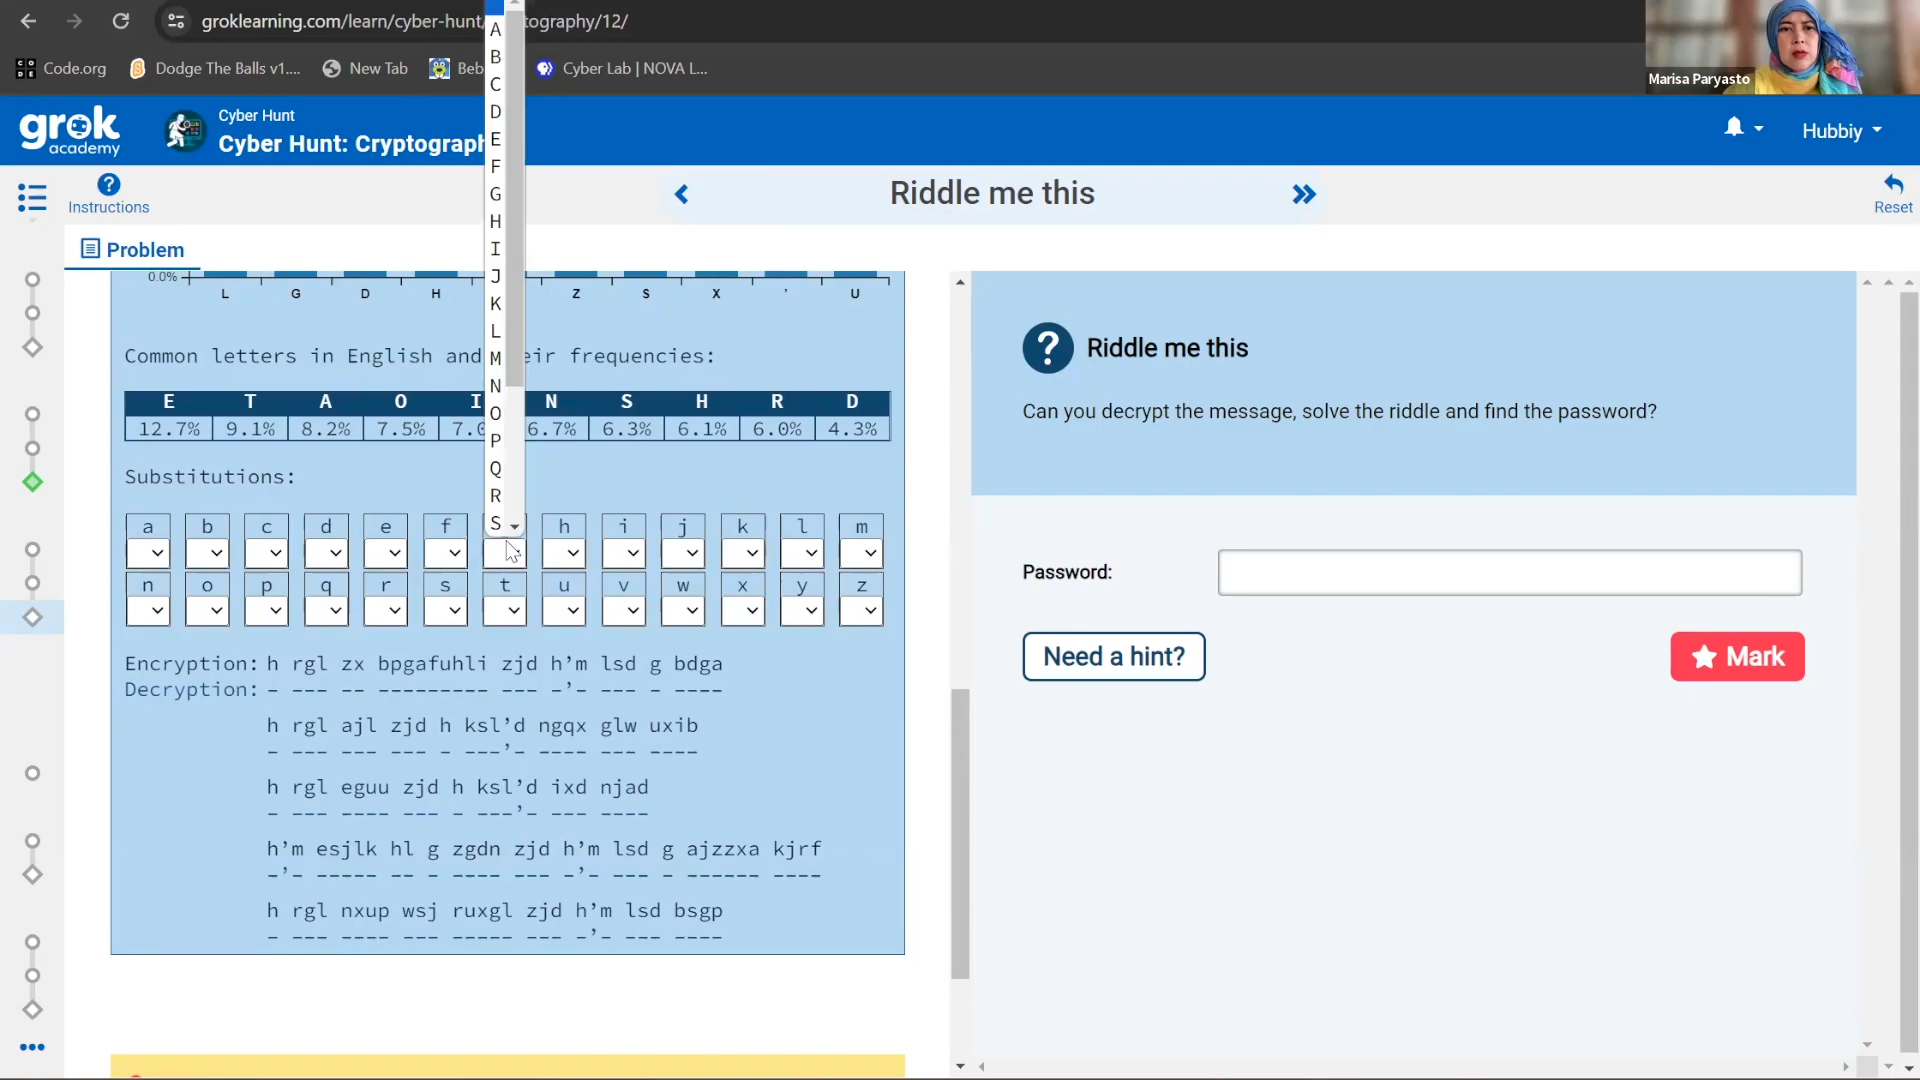 groklearning.com/learn/cyber-hunt/ tography/12/
Code.org
Dodge The Balls v1....
New Tab
Beb
Cyber Lab | NOVA L...
Marisa Paryasto
grok
academy
Cyber Hunt
Cyber Hunt: Cryptograph
Hubbiy
Instructions
Riddle me this
Reset
Problem
A
B
C
D
E
F
G
H
I
J
K
L
M
N
O
P
Q
R
S
0.0%
L G D H Z S X ' U
Common letters in English and eir frequencies:
E T A O I N S H R D
12.7% 9.1% 8.2% 7.5% 7.0 6.7% 6.3% 6.1% 6.0% 4.3%
Substitutions:
a b c d e f h i j k l m
n o p q r s t u v w x y z
Encryption: h rgl zx bpgafuhli zjd h’m lsd g bdga
Decryption: - --- -- --------- --- -’- --- - ----
h rgl ajl zjd h ksl’d ngqx glw uxib
- --- --- --- - ---’- ---- --- ----
h rgl eguu zjd h ksl’d ixd njad
- --- ---- --- - ---’- --- ----
h’m esjlk hl g zgdn zjd h’m lsd g ajzzxa kjrf
-’- ----- -- - ---- --- -’- --- - ------ ----
h rgl nxup wsj ruxgl zjd h’m lsd bsgp
- --- ---- --- ----- --- -’- --- ----
? Riddle me this
Can you decrypt the message, solve the riddle and find the password?
Password:
Need a hint?
Mark